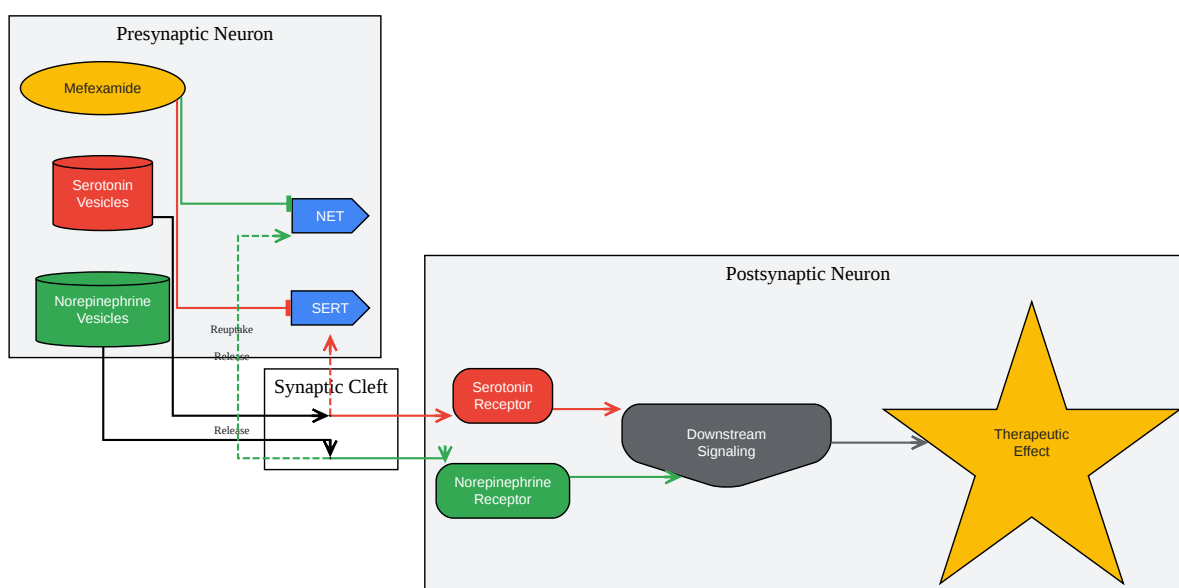 Presynaptic Neuron
Mefexamide
Serotonin
Vesicles
NET
Norepinephrine
Vesicles
SERT
Reuptake
Release
Synaptic Cleft
Release
Postsynaptic Neuron
Serotonin
Receptor
Norepinephrine
Receptor
Downstream
Signaling
Therapeutic
Effect